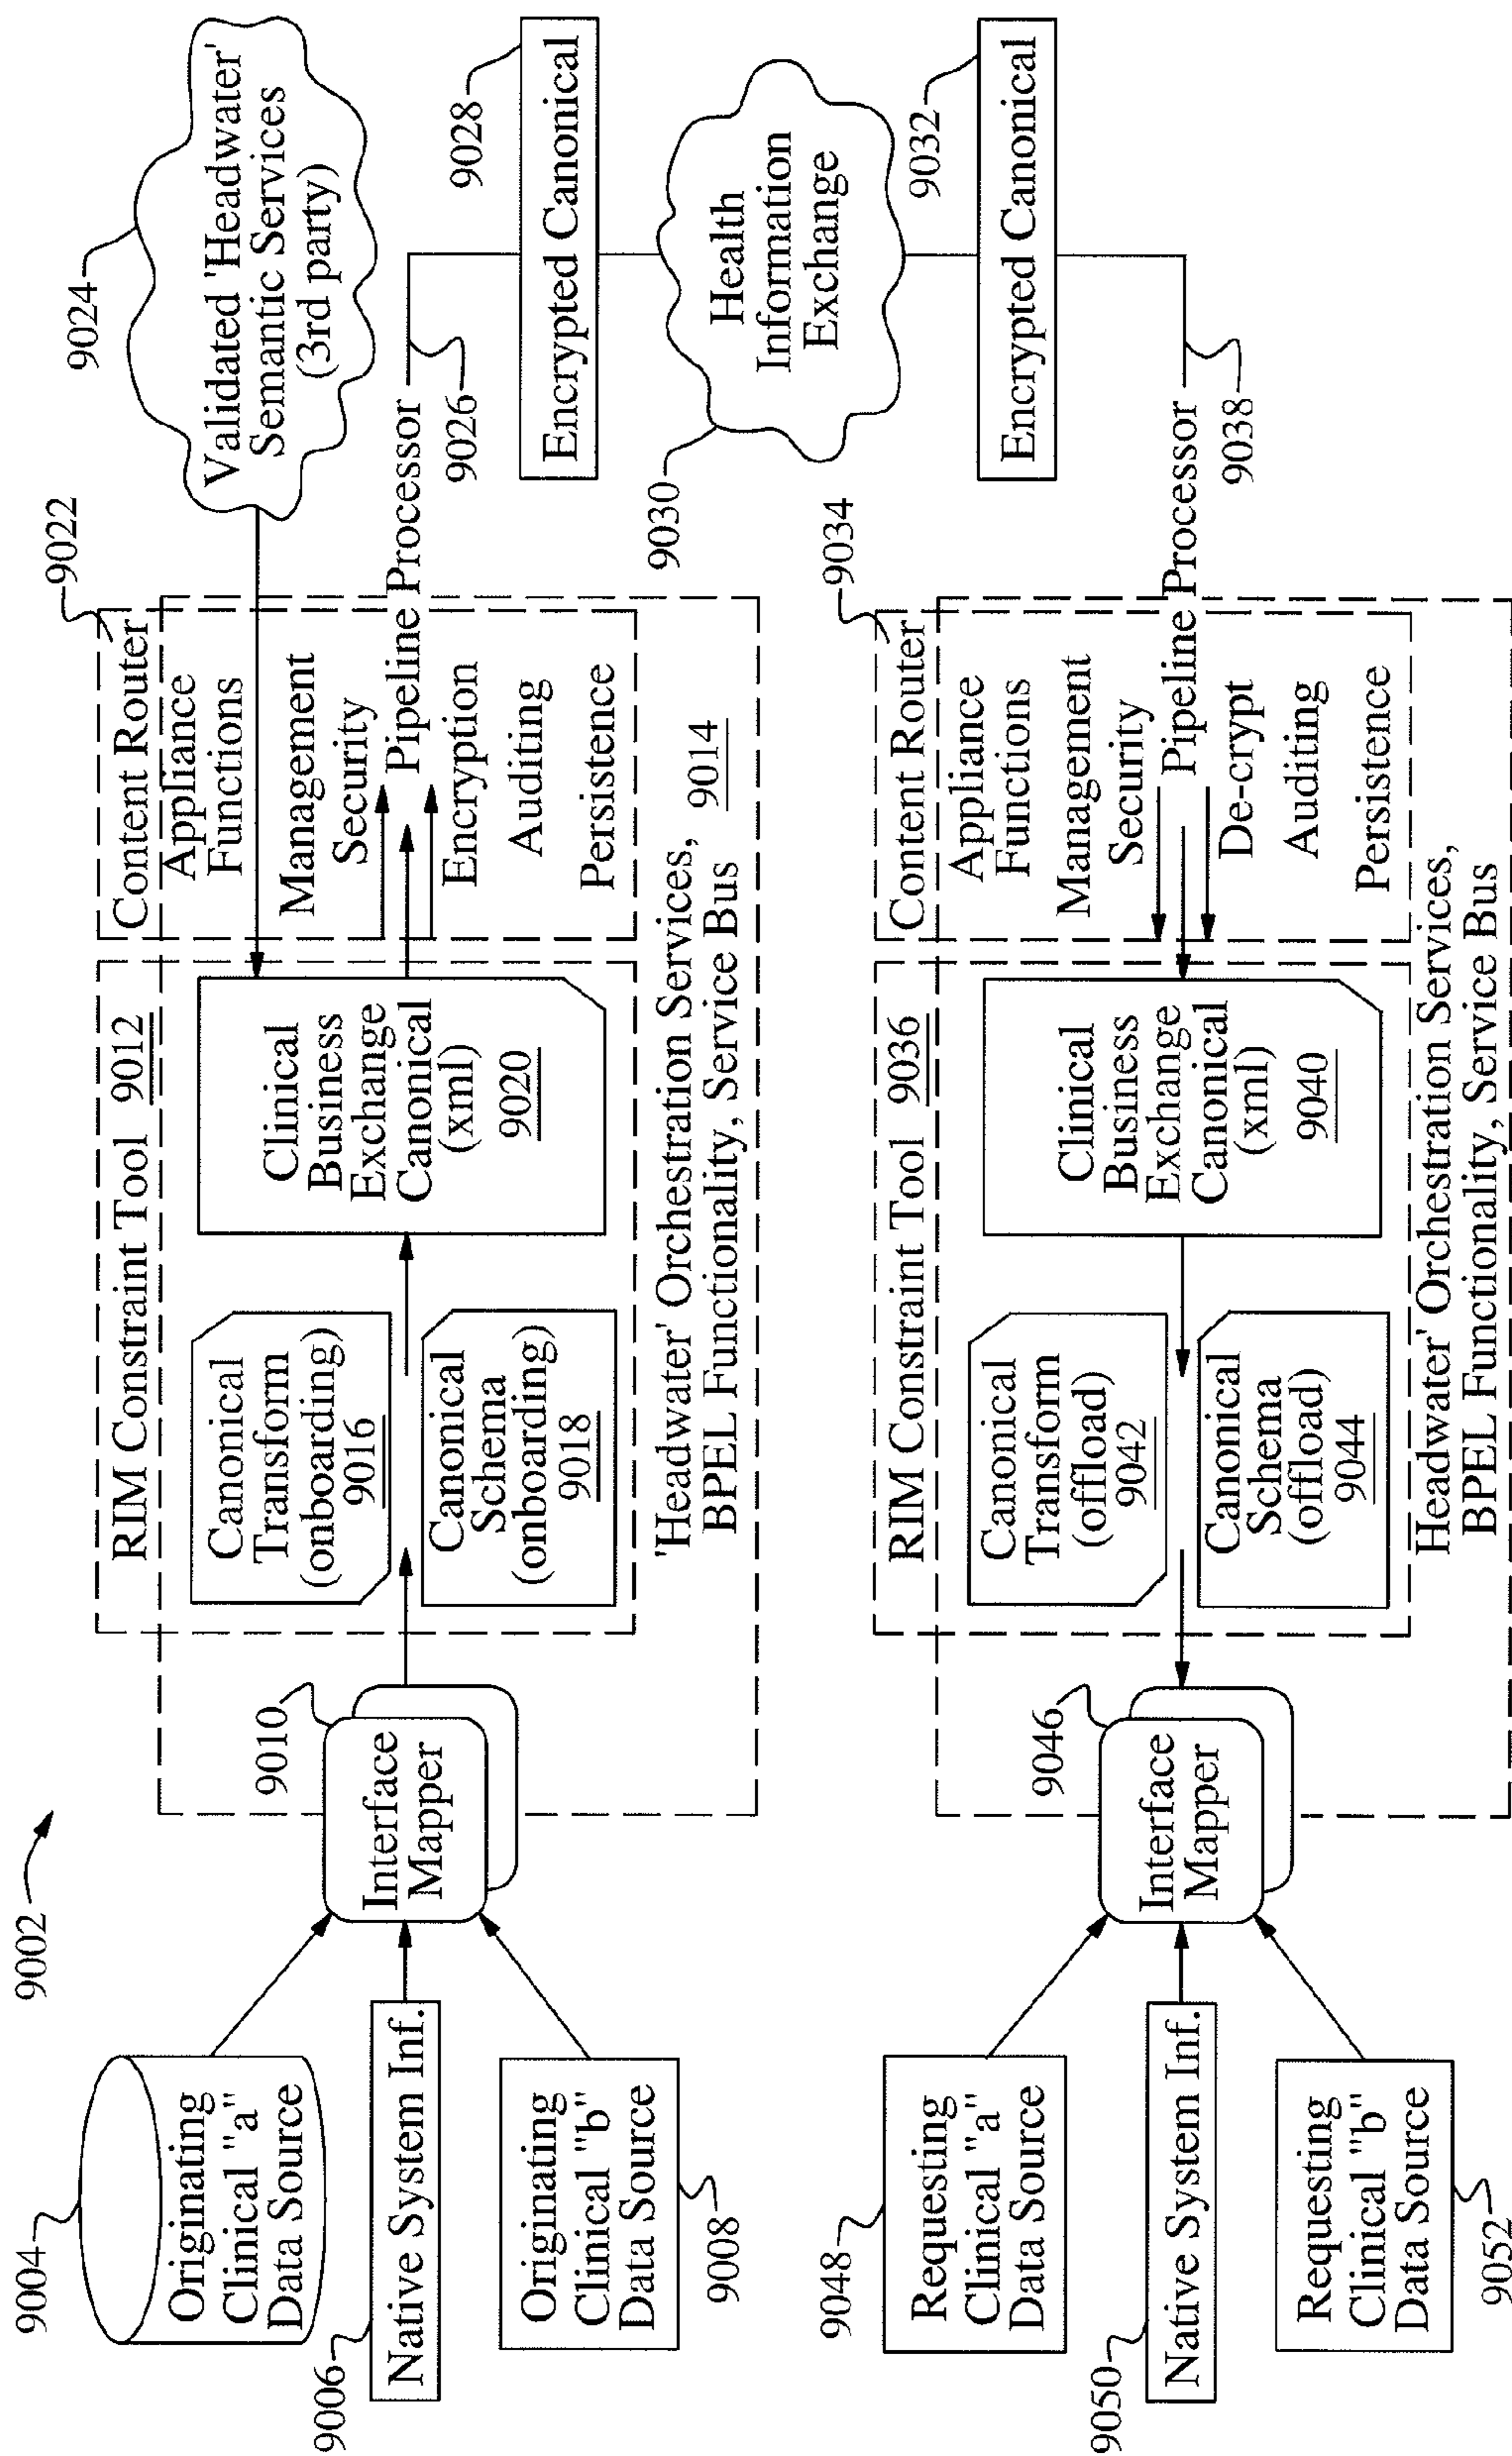 9002
9004
Originating
Clinical "a"
Data Source
9006
Native System Inf.
Originating
Clinical "b"
Data Source
9008
9010
Interface
Mapper
RIM Constraint Tool 9012
Canonical
Transform
(onboarding)
9016
Canonical
Schema
(onboarding)
9018
Clinical
Business
Exchange
Canonical
(xml)
9020
'Headwater' Orchestration Services,
BPEL Functionality, Service Bus
9014
9022
Content Router
Appliance
Functions
Management
Security
Pipeline Processor
Encryption
Auditing
Persistence
9024
Validated 'Headwater'
Semantic Services
(3rd party)
9026
9028
Encrypted Canonical
9030
Health
Information
Exchange
9032
Encrypted Canonical
9048
Requesting
Clinical "a"
Data Source
9050
Native System Inf.
Requesting
Clinical "b"
Data Source
9052
9046
Interface
Mapper
RIM Constraint Tool 9036
Canonical
Transform
(offload)
9042
Canonical
Schema
(offload)
9044
Clinical
Business
Exchange
Canonical
(xml)
9040
Headwater' Orchestration Services,
BPEL Functionality, Service Bus
9034
Content Router
Appliance
Functions
Management
Security
Pipeline Processor
De-crypt
Auditing
Persistence
9038